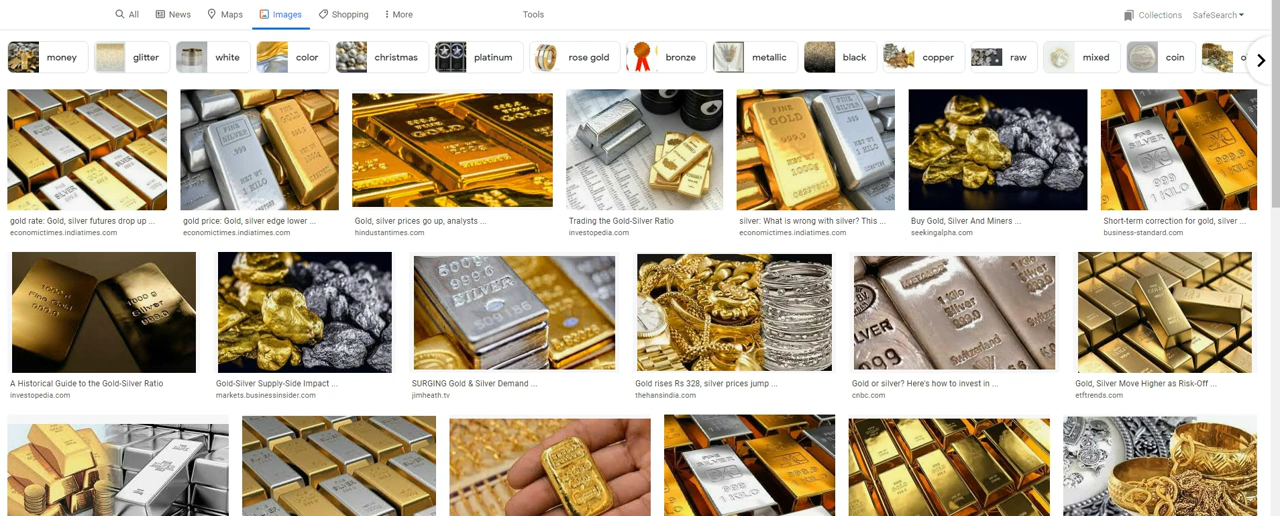 All
News
Maps
Images
Shopping
More
Tools
Collections
SafeSearch
money
glitter
white
color
christmas
platinum
rose gold
bronze
metallic
black
copper
raw
mixed
coin
gold rate: Gold, silver futures drop up ...
economictimes.indiatimes.com
gold price: Gold, silver edge lower ...
economictimes.indiatimes.com
Gold, silver prices go up, analysts ...
hindustantimes.com
Trading the Gold-Silver Ratio
investopedia.com
silver: What is wrong with silver? This ...
economictimes.indiatimes.com
Buy Gold, Silver And Miners ...
seekingalpha.com
Short-term correction for gold, silver ...
business-standard.com
A Historical Guide to the Gold-Silver Ratio
investopedia.com
Gold-Silver Supply-Side Impact ...
markets.businessinsider.com
SURGING Gold & Silver Demand ...
jimheath.tv
Gold rises Rs 328, silver prices jump ...
thehansindia.com
Gold or silver? Here's how to invest in ...
cnbc.com
Gold, Silver Move Higher as Risk-Off ...
etftrends.com